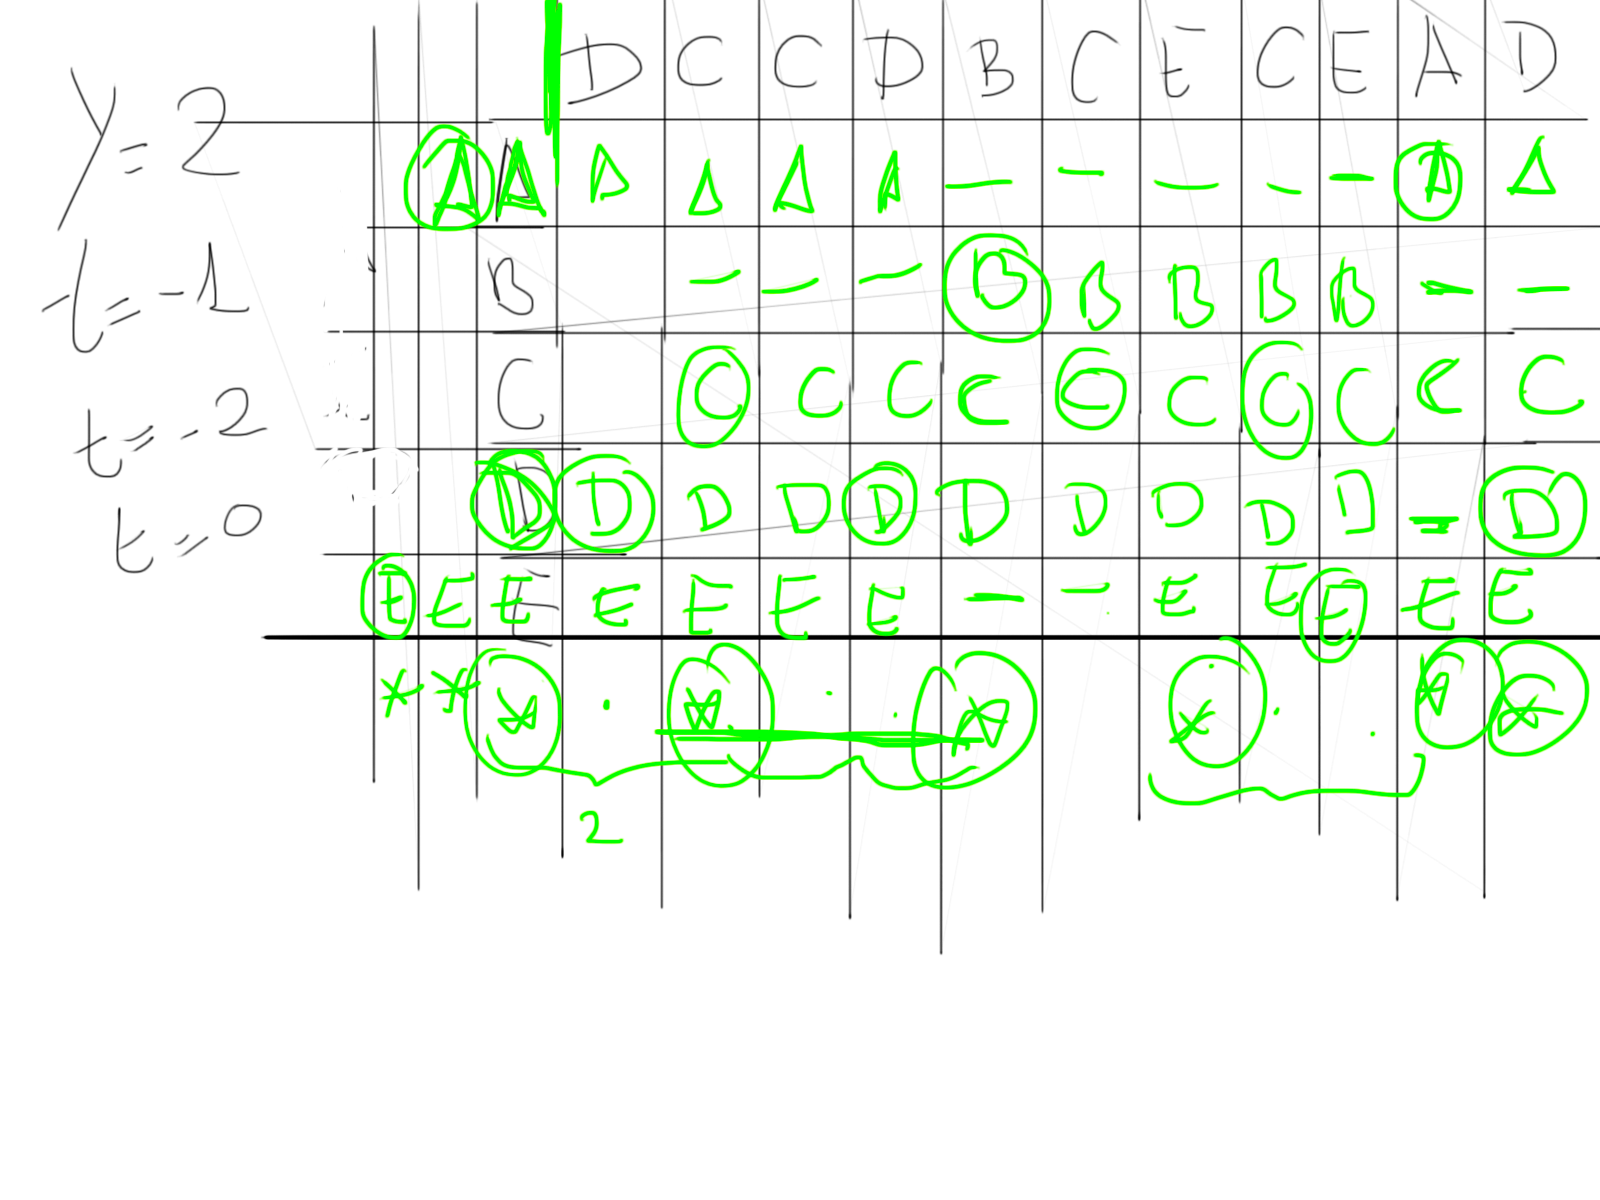 D C C D B C E C E A D
γ=2
A A A A A A - - - - - A A
t=-1
B - - - B B B B B - -
t=-2
C C C C C C C C C C C C
t=0
D D D D D D D D D D - D
E E E E E E E - - E E E E E
* * * . * . . * * . . * *
2